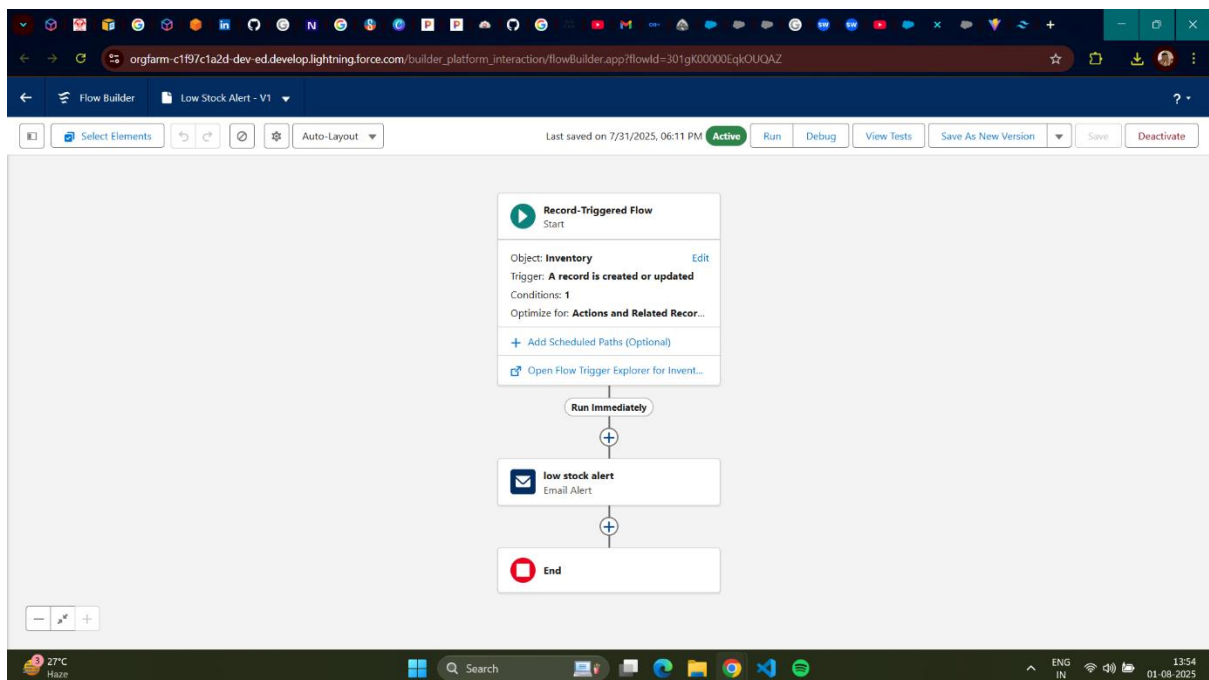 orgfarm-c1f97c1a2d-dev-ed.develop.lightning.force.com/builder_platform_interaction/flowBuilder.app?flowId=301gK00000EqkOUQAZ
Flow Builder Low Stock Alert - V1 ?
Select Elements Auto-Layout Last saved on 7/31/2025, 06:11 PM Active Run Debug View Tests Save As New Version Save Deactivate
Record-Triggered Flow
Start
Object: Inventory Edit
Trigger: A record is created or updated
Conditions: 1
Optimize for: Actions and Related Recor...
+ Add Scheduled Paths (Optional)
Open Flow Trigger Explorer for Invent...
Run Immediately
low stock alert
Email Alert
End
3 27°C Search ENG 13:54
Haze IN 01-08-2025